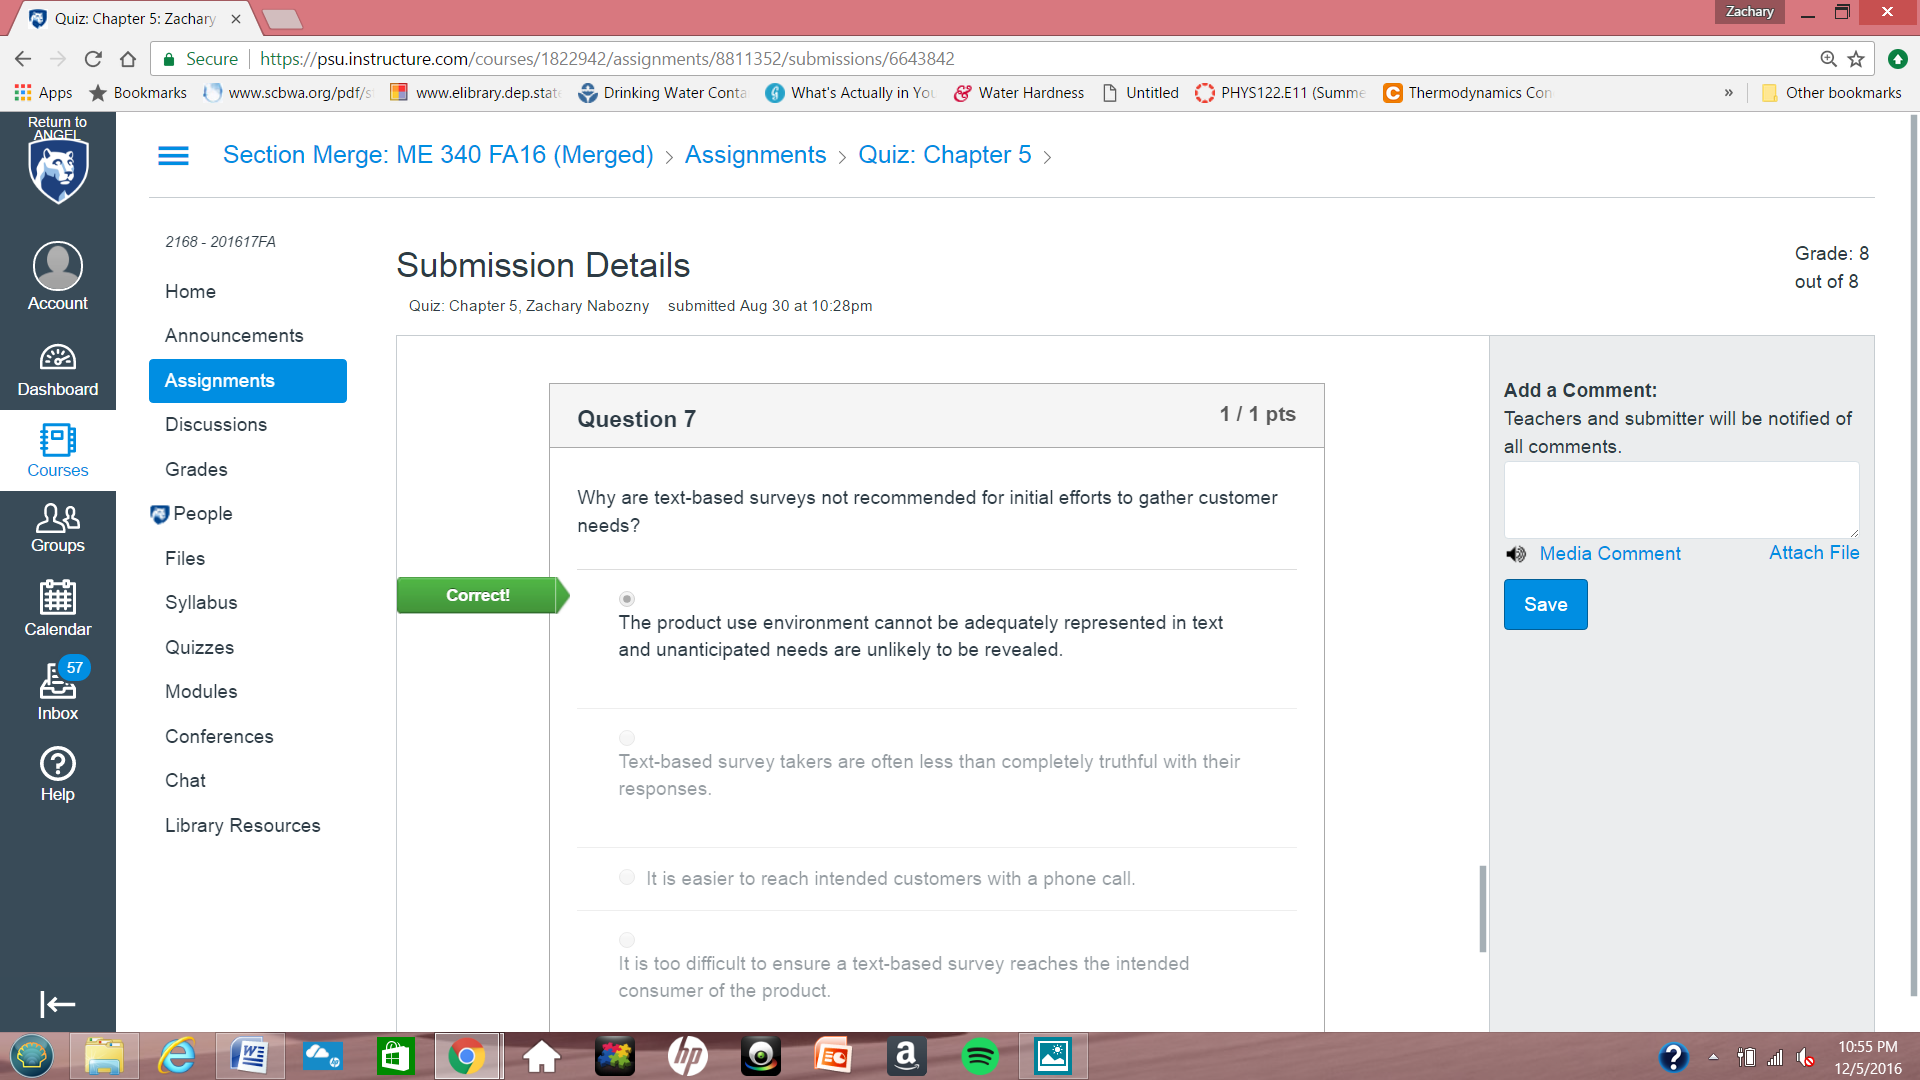 Quiz: Chapter 5: Zachary
Zachary
Secure
https://psu.instructure.com/courses/1822942/assignments/8811352/submissions/6643842
Apps
Bookmarks
www.scbwa.org/pdf/s
www.elibrary.dep.stat
Drinking Water Conta
What's Actually in You
Water Hardness
Untitled
PHYS122.E11 (Summe
Thermodynamics Con
»
Other bookmarks
Return to
ANGEL
Account
Dashboard
Courses
Groups
Calendar
57
Inbox
Help
Section Merge: ME 340 FA16 (Merged) > Assignments > Quiz: Chapter 5 >
2168 - 201617FA
Home
Announcements
Assignments
Discussions
Grades
People
Files
Syllabus
Quizzes
Modules
Conferences
Chat
Library Resources
Submission Details
Quiz: Chapter 5, Zachary Nabozny submitted Aug 30 at 10:28pm
Grade: 8
out of 8
Question 7
1 / 1 pts
Why are text-based surveys not recommended for initial efforts to gather customer
needs?
Correct!
The product use environment cannot be adequately represented in text
and unanticipated needs are unlikely to be revealed.
Text-based survey takers are often less than completely truthful with their
responses.
It is easier to reach intended customers with a phone call.
It is too difficult to ensure a text-based survey reaches the intended
consumer of the product.
Add a Comment:
Teachers and submitter will be notified of
all comments.
Media Comment
Attach File
Save
10:55 PM
12/5/2016